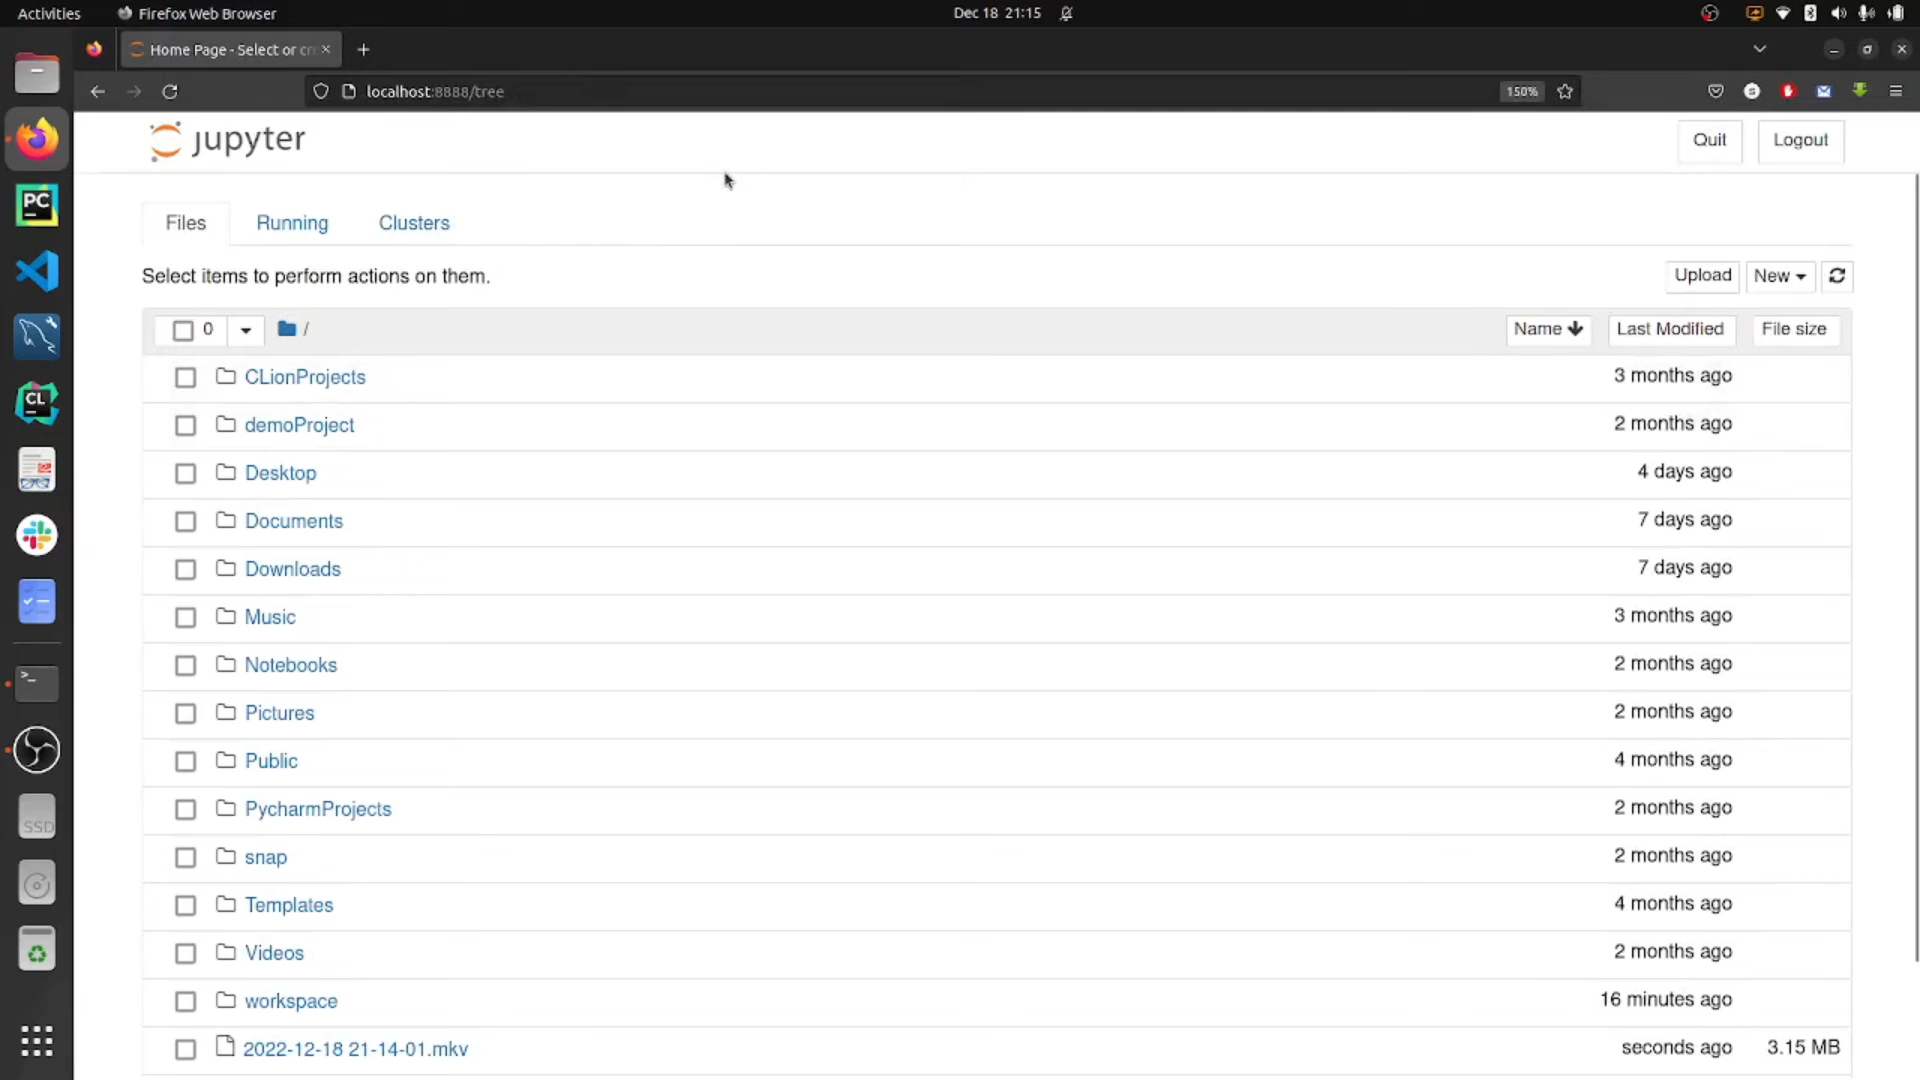 Activities Firefox Web Browser Dec 18 21:15
Home Page - Select or cre
localhost:8888/tree 150%
jupyter Quit Logout
Files Running Clusters
Select items to perform actions on them. Upload New
0 / Name Last Modified File size
CLionProjects 3 months ago
demoProject 2 months ago
Desktop 4 days ago
Documents 7 days ago
Downloads 7 days ago
Music 3 months ago
Notebooks 2 months ago
Pictures 2 months ago
Public 4 months ago
PycharmProjects 2 months ago
snap 2 months ago
Templates 4 months ago
Videos 2 months ago
workspace 16 minutes ago
2022-12-18 21-14-01.mkv seconds ago 3.15 MB
PC
CL
SSD